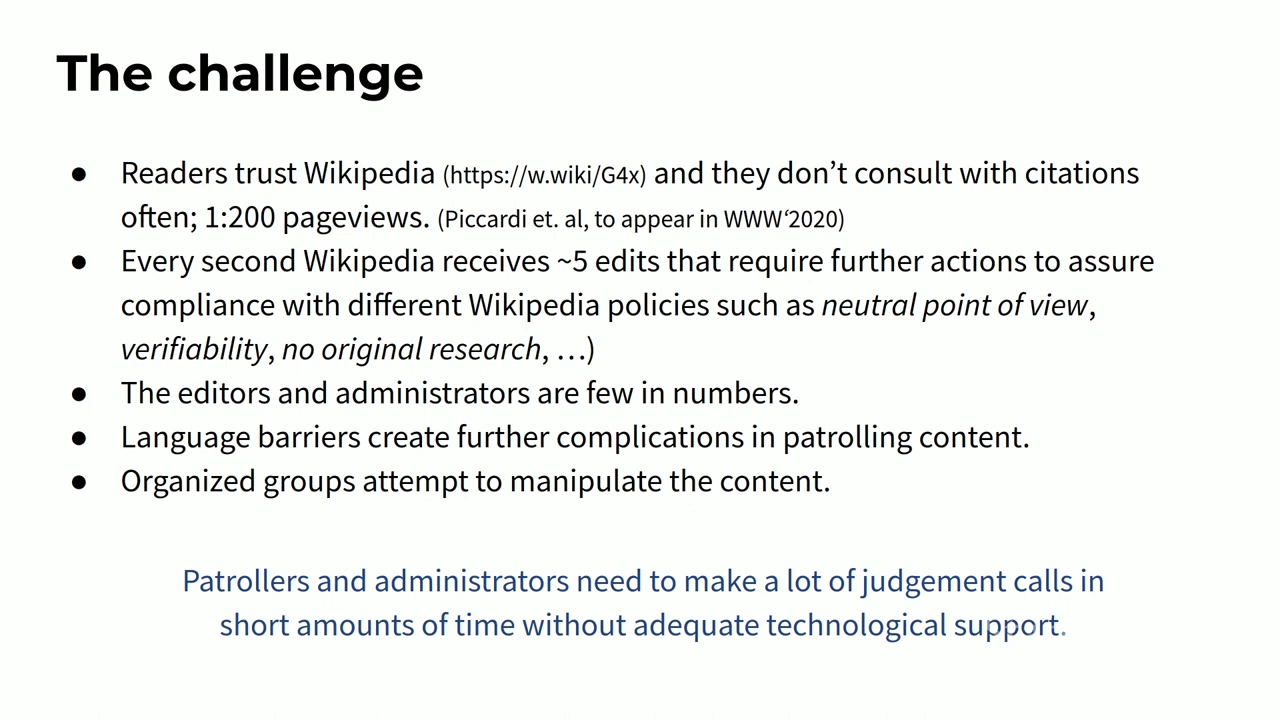 The challenge
● Readers trust Wikipedia (https://w.wiki/G4x) and they don’t consult with citations
often; 1:200 pageviews. (Piccardi et. al, to appear in WWW‘2020)
● Every second Wikipedia receives ~5 edits that require further actions to assure
compliance with different Wikipedia policies such as neutral point of view,
verifiability, no original research, …)
● The editors and administrators are few in numbers.
● Language barriers create further complications in patrolling content.
● Organized groups attempt to manipulate the content.
Patrollers and administrators need to make a lot of judgement calls in
short amounts of time without adequate technological support.